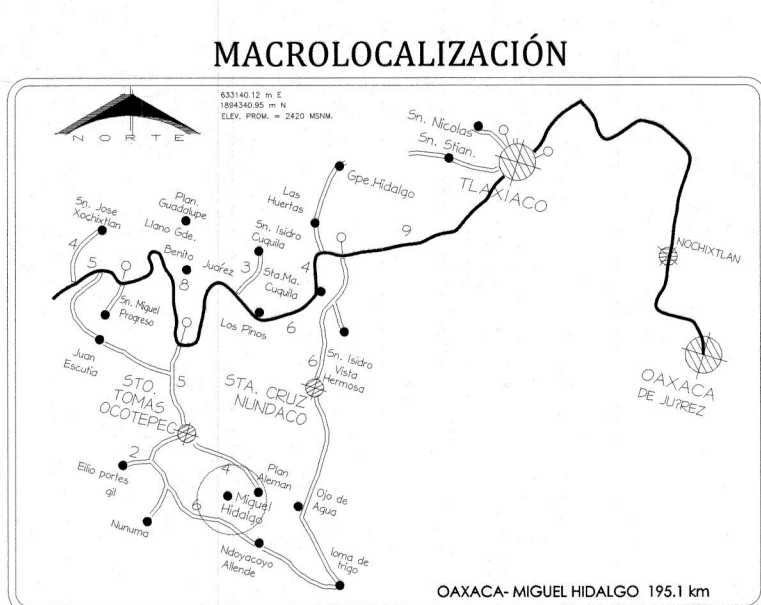 MACROLOCALIZACIÓN
633140.12 m E
1894340.95 m N
ELEV. PROM. = 2420 MSNM.
NORTE
Sn. Nicolas
Sn. Stian.
TLAXIACO
Gpe.Hidalgo
Las
Huertas
9
Plan.
Guadalupe
Sn. Jose
Xochixtlan
4
Llano Gde.
Sn. Isidro
Cuquila
Benito
Juárez
5
8
3
4
Sta.Ma.
Cuquila
NOCHIXTLAN
Sn. Miguel
Progreso
Los Pinos
6
Juan
Escutia
6
Sn. Isidro
Vista
Hermosa
OAXACA
DE JU?REZ
5
STO.
TOMAS
OCOTEPEC
STA. CRUZ
NUNDACO
2
Eilio portes
gil
4
Plan
Aleman
Miguel
Hidalgo
6
Ojo de
Agua
Nunuma
Ndoyacoyo
Allende
loma de
trigo
OAXACA- MIGUEL HIDALGO 195.1 km